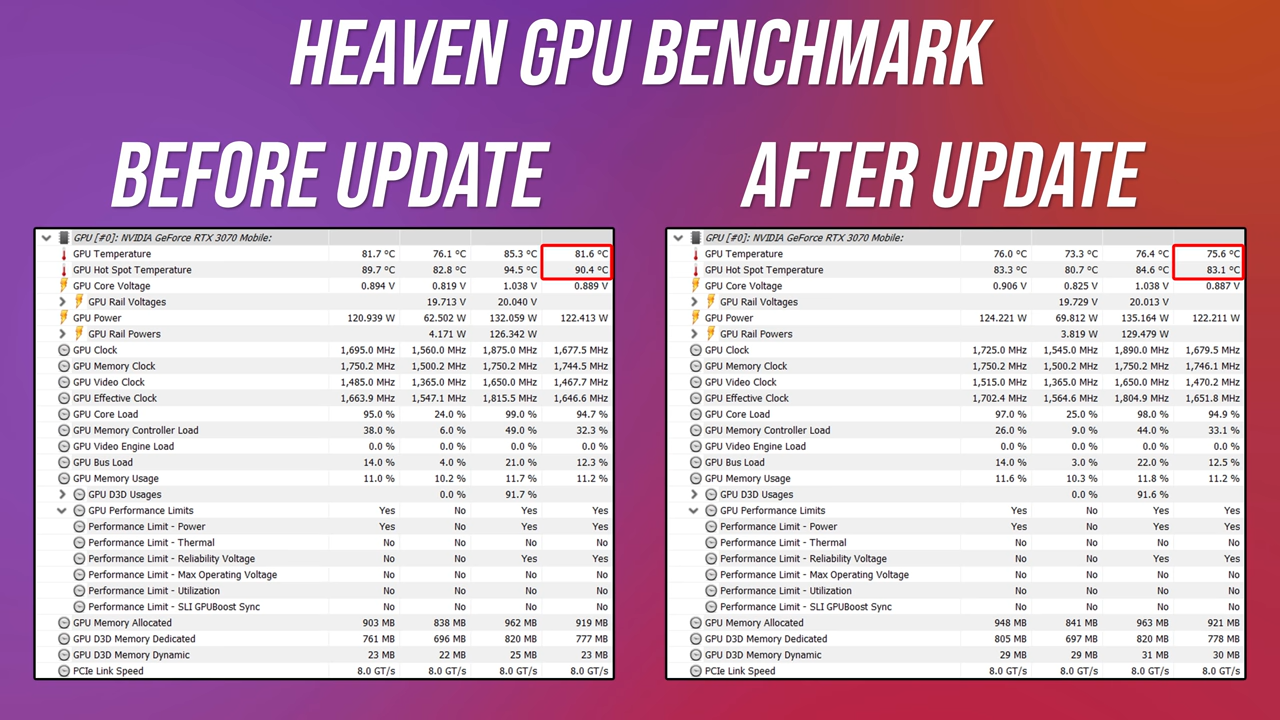 HEAVEN GPU BENCHMARK
BEFORE UPDATE
GPU [#0]: NVIDIA GeForce RTX 3070 Mobile:
GPU Temperature 81.7 °C 76.1 °C 85.3 °C 81.6 °C
GPU Hot Spot Temperature 89.7 °C 82.8 °C 94.5 °C 90.4 °C
GPU Core Voltage 0.894 V 0.819 V 1.038 V 0.889 V
GPU Rail Voltages 19.713 V 20.040 V
GPU Power 120.939 W 62.502 W 132.059 W 122.413 W
GPU Rail Powers 4.171 W 126.342 W
GPU Clock 1,695.0 MHz 1,560.0 MHz 1,875.0 MHz 1,677.5 MHz
GPU Memory Clock 1,750.2 MHz 1,500.2 MHz 1,750.2 MHz 1,744.5 MHz
GPU Video Clock 1,485.0 MHz 1,365.0 MHz 1,650.0 MHz 1,467.7 MHz
GPU Effective Clock 1,663.9 MHz 1,547.1 MHz 1,815.5 MHz 1,646.6 MHz
GPU Core Load 95.0 % 24.0 % 99.0 % 94.7 %
GPU Memory Controller Load 38.0 % 6.0 % 49.0 % 32.3 %
GPU Video Engine Load 0.0 % 0.0 % 0.0 % 0.0 %
GPU Bus Load 14.0 % 4.0 % 21.0 % 12.3 %
GPU Memory Usage 11.0 % 10.2 % 11.7 % 11.2 %
GPU D3D Usages 0.0 % 91.7 %
GPU Performance Limits Yes No Yes Yes
Performance Limit - Power Yes No Yes Yes
Performance Limit - Thermal No No No No
Performance Limit - Reliability Voltage No No Yes Yes
Performance Limit - Max Operating Voltage No No No No
Performance Limit - Utilization No No No No
Performance Limit - SLI GPUBoost Sync No No No No
GPU Memory Allocated 903 MB 838 MB 962 MB 919 MB
GPU D3D Memory Dedicated 761 MB 696 MB 820 MB 777 MB
GPU D3D Memory Dynamic 23 MB 22 MB 25 MB 23 MB
PCIe Link Speed 8.0 GT/s 8.0 GT/s 8.0 GT/s 8.0 GT/s
AFTER UPDATE
GPU [#0]: NVIDIA GeForce RTX 3070 Mobile:
GPU Temperature 76.0 °C 73.3 °C 76.4 °C 75.6 °C
GPU Hot Spot Temperature 83.3 °C 80.7 °C 84.6 °C 83.1 °C
GPU Core Voltage 0.906 V 0.825 V 1.038 V 0.887 V
GPU Rail Voltages 19.729 V 20.013 V
GPU Power 124.221 W 69.812 W 135.164 W 122.211 W
GPU Rail Powers 3.819 W 129.479 W
GPU Clock 1,725.0 MHz 1,545.0 MHz 1,890.0 MHz 1,679.5 MHz
GPU Memory Clock 1,750.2 MHz 1,500.2 MHz 1,750.2 MHz 1,746.1 MHz
GPU Video Clock 1,515.0 MHz 1,365.0 MHz 1,650.0 MHz 1,470.2 MHz
GPU Effective Clock 1,702.4 MHz 1,564.6 MHz 1,804.9 MHz 1,651.8 MHz
GPU Core Load 97.0 % 25.0 % 98.0 % 94.9 %
GPU Memory Controller Load 26.0 % 9.0 % 44.0 % 33.1 %
GPU Video Engine Load 0.0 % 0.0 % 0.0 % 0.0 %
GPU Bus Load 14.0 % 3.0 % 22.0 % 12.5 %
GPU Memory Usage 11.6 % 10.3 % 11.8 % 11.2 %
GPU D3D Usages 0.0 % 91.6 %
GPU Performance Limits Yes No Yes Yes
Performance Limit - Power Yes No Yes Yes
Performance Limit - Thermal No No No No
Performance Limit - Reliability Voltage No No Yes Yes
Performance Limit - Max Operating Voltage No No No No
Performance Limit - Utilization No No No No
Performance Limit - SLI GPUBoost Sync No No No No
GPU Memory Allocated 948 MB 841 MB 963 MB 921 MB
GPU D3D Memory Dedicated 805 MB 697 MB 820 MB 778 MB
GPU D3D Memory Dynamic 29 MB 29 MB 31 MB 30 MB
PCIe Link Speed 8.0 GT/s 8.0 GT/s 8.0 GT/s 8.0 GT/s